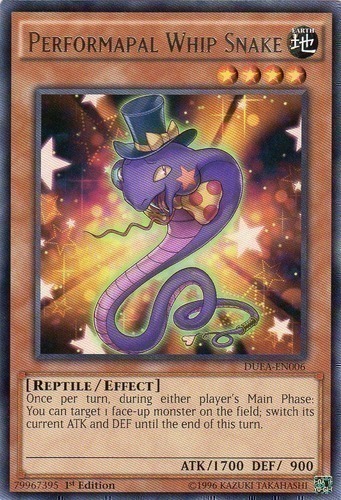 PERFORMAPAL WHIP SNAKE
EARTH
地
DUEA-EN006
[REPTILE/EFFECT]
Once per turn, during either player's Main Phase:
You can target 1 face-up monster on the field; switch its
current ATK and DEF until the end of this turn.
ATK/1700 DEF/ 900
79967395 1st Edition ©1996 KAZUKI TAKAHASHI